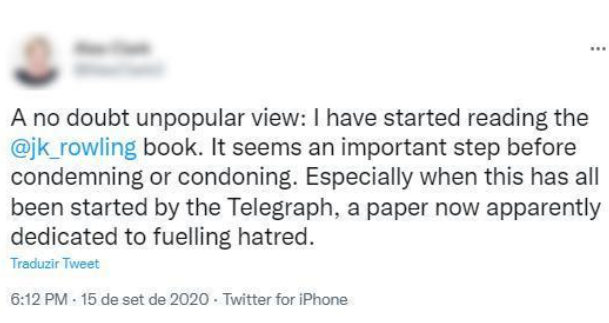 A no doubt unpopular view: I have started reading the
@jk_rowling book. It seems an important step before
condemning or condoning. Especially when this has all
been started by the Telegraph, a paper now apparently
dedicated to fuelling hatred.
Traduzir Tweet
6:12 PM · 15 de set de 2020 · Twitter for iPhone